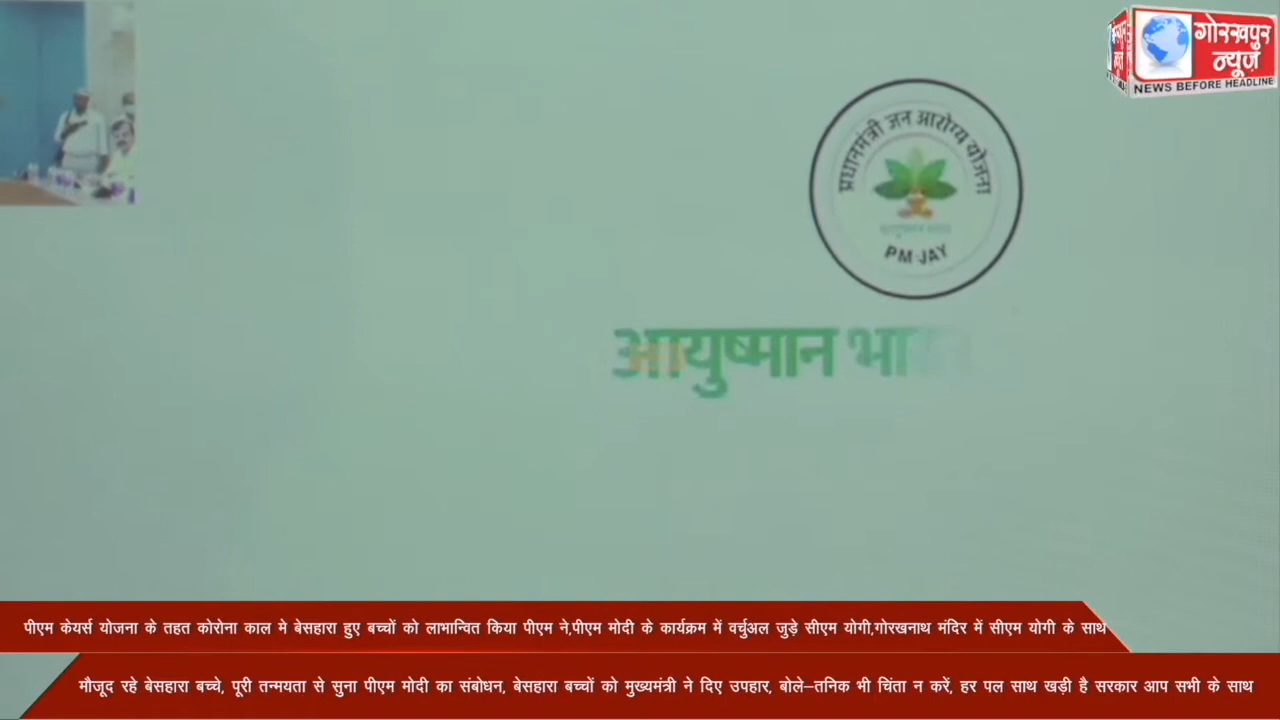 गोरखपुर
न्यूज़
NEWS BEFORE HEADLINE
प्रधानमंत्री जन आरोग्य योजना
PM-JAY
आयुष्मान
पीएम केयर्स योजना के तहत कोरोना काल मे बेसहारा हुए बच्चों को लाभान्वित किया पीएम ने,पीएम मोदी के कार्यक्रम में वर्चुअल जुड़े सीएम योगी,गोरखनाथ मंदिर में सीएम योगी के साथ
मौजूद रहे बेसहारा बच्चे, पूरी तन्मयता से सुना पीएम मोदी का संबोधन, बेसहारा बच्चों को मुख्यमंत्री ने दिए उपहार, बोले–तनिक भी चिंता न करें, हर पल साथ खड़ी है सरकार आप सभी के साथ